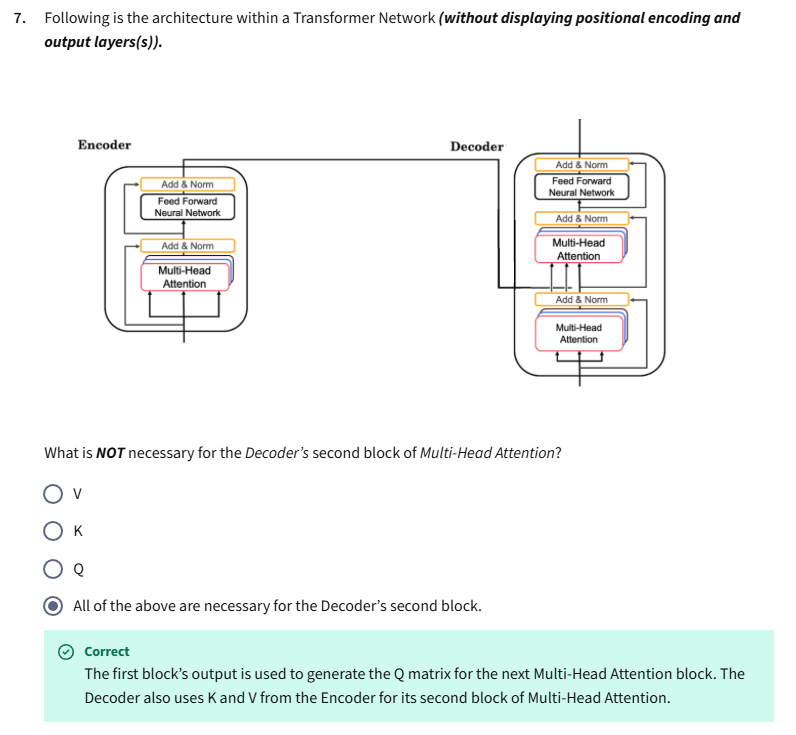 7. Following is the architecture within a Transformer Network (without displaying positional encoding and
output layers(s)).
Encoder
Add & Norm
Feed Forward
Neural Network
Add & Norm
Multi-Head
Attention
Decoder
Add & Norm
Feed Forward
Neural Network
Add & Norm
Multi-Head
Attention
Add & Norm
Multi-Head
Attention
What is NOT necessary for the Decoder's second block of Multi-Head Attention?
V
K
Q
All of the above are necessary for the Decoder's second block.
Correct
The first block's output is used to generate the Q matrix for the next Multi-Head Attention block. The
Decoder also uses K and V from the Encoder for its second block of Multi-Head Attention.